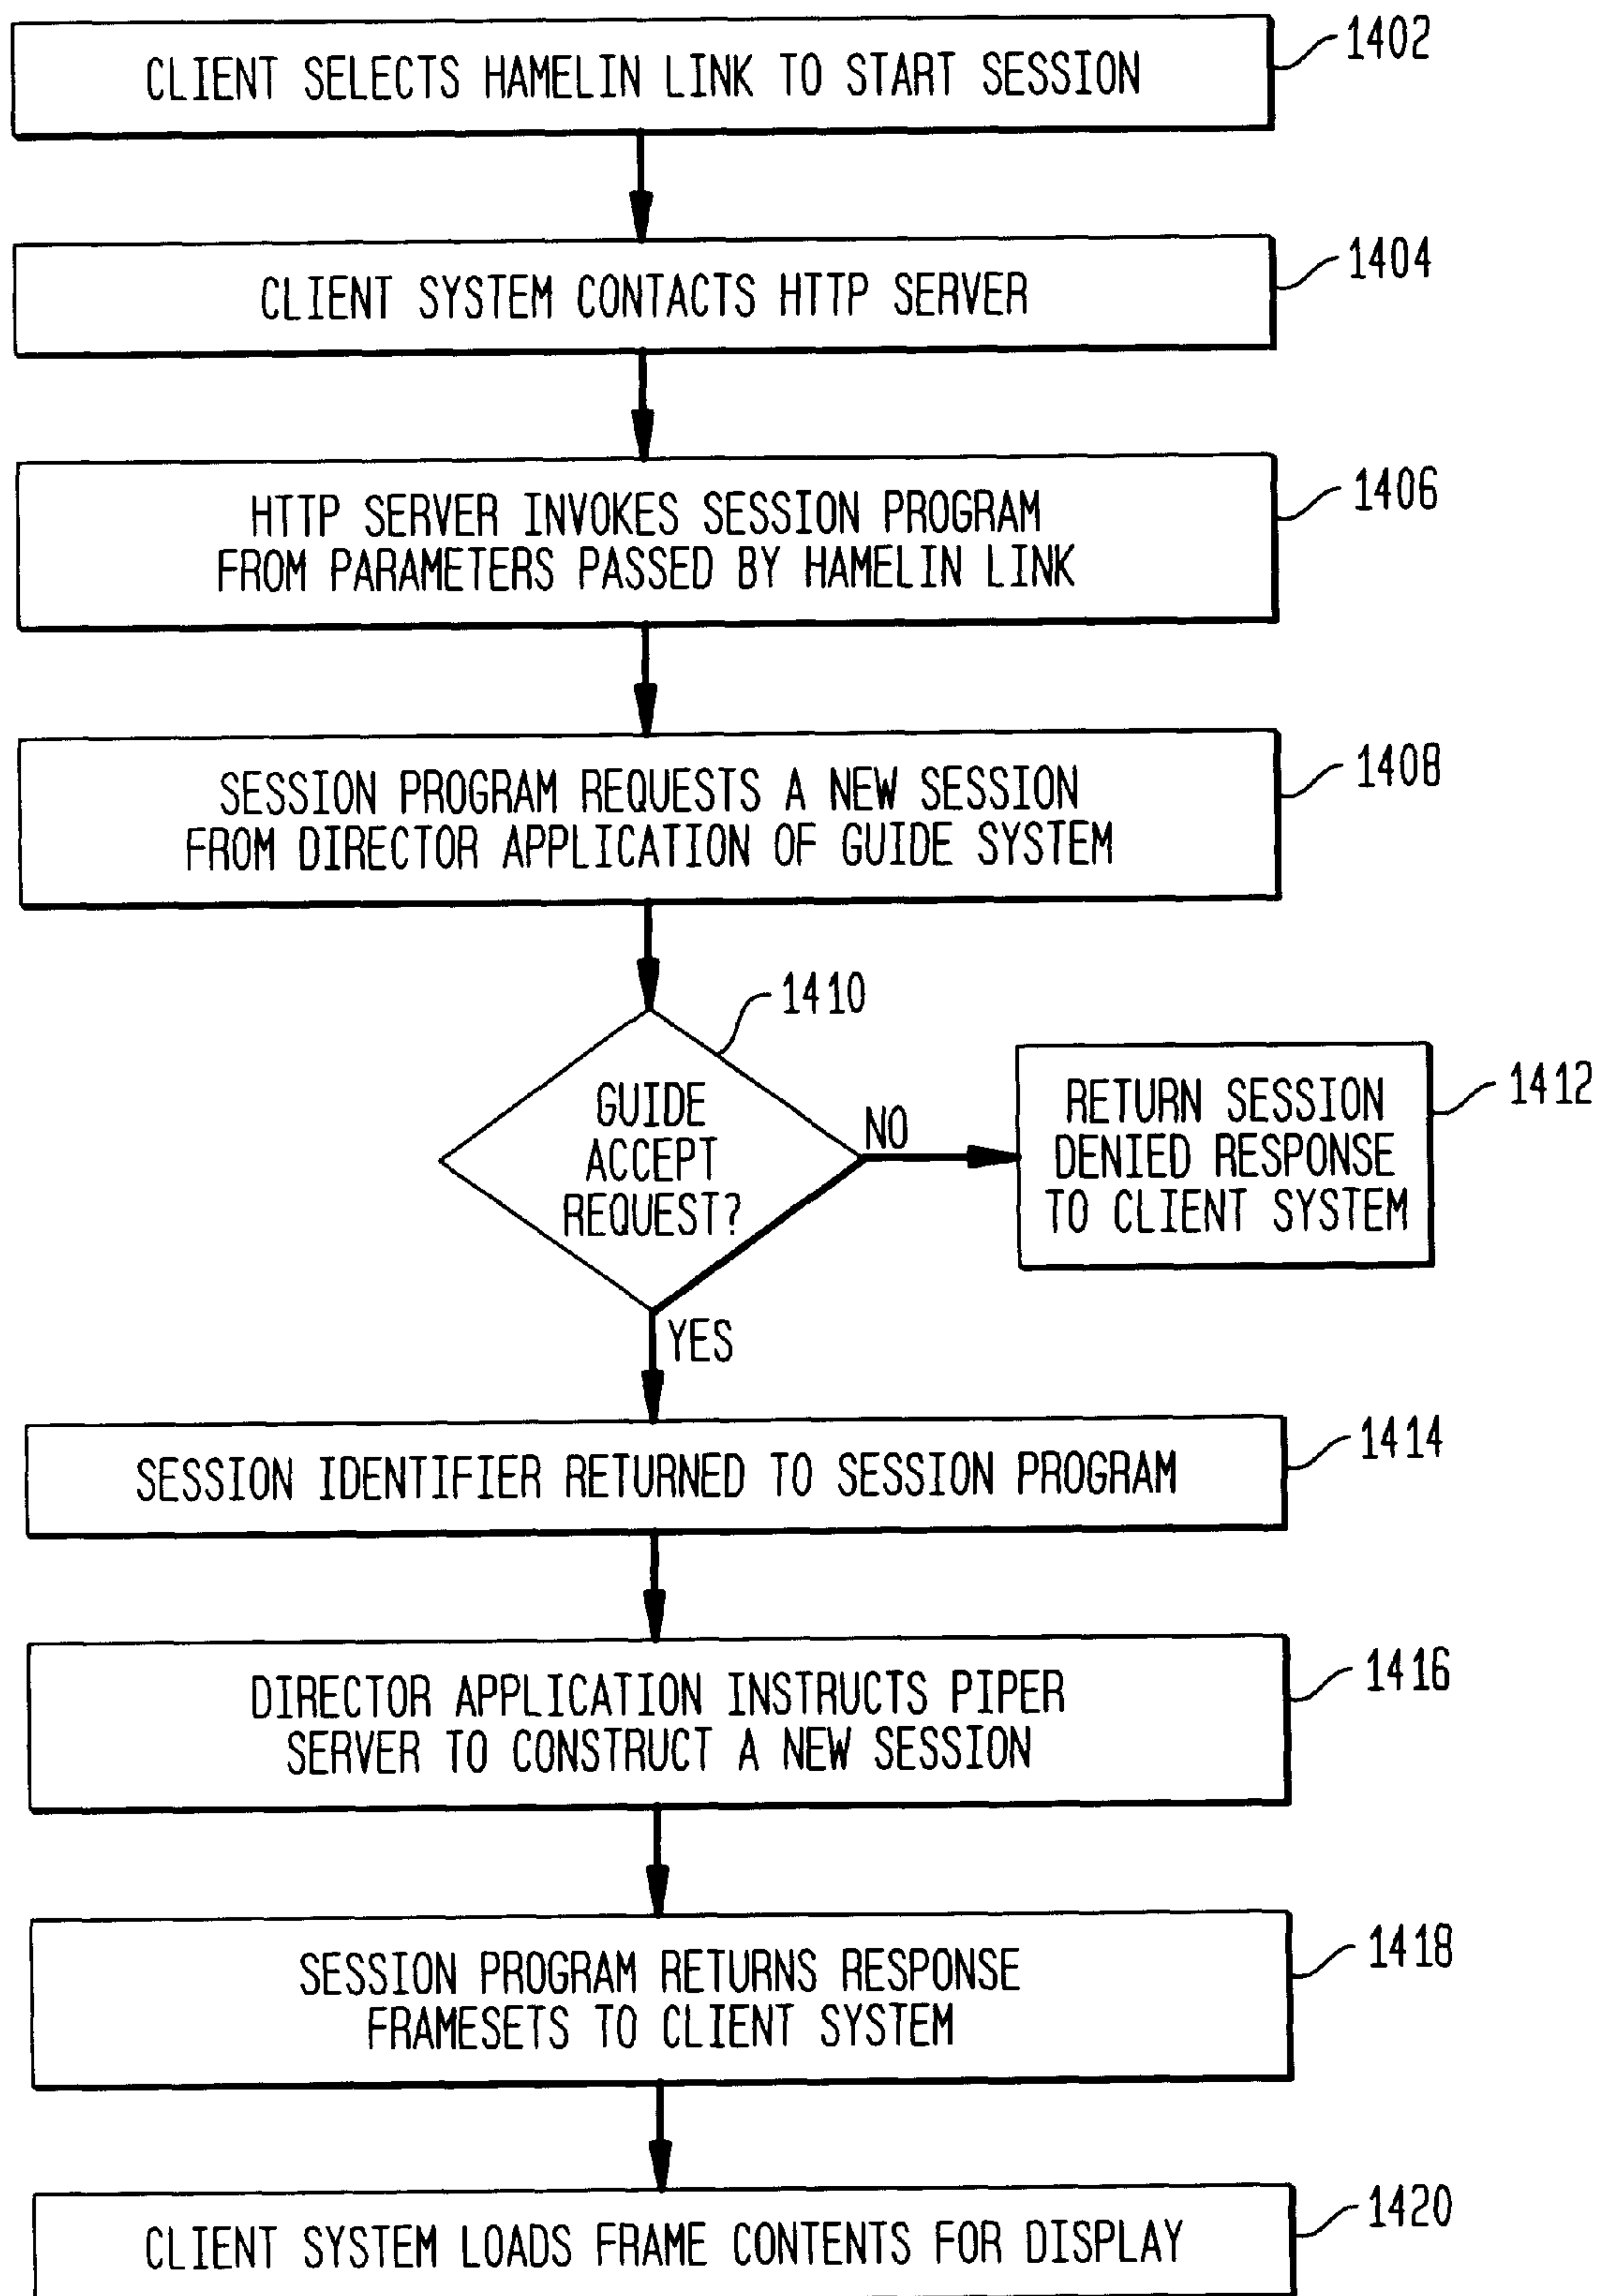 1402
CLIENT SELECTS HAMELIN LINK TO START SESSION
1404
CLIENT SYSTEM CONTACTS HTTP SERVER
1406
HTTP SERVER INVOKES SESSION PROGRAM
FROM PARAMETERS PASSED BY HAMELIN LINK
1408
SESSION PROGRAM REQUESTS A NEW SESSION
FROM DIRECTOR APPLICATION OF GUIDE SYSTEM
1410
GUIDE
ACCEPT
REQUEST?
NO
1412
RETURN SESSION
DENIED RESPONSE
TO CLIENT SYSTEM
YES
1414
SESSION IDENTIFIER RETURNED TO SESSION PROGRAM
1416
DIRECTOR APPLICATION INSTRUCTS PIPER
SERVER TO CONSTRUCT A NEW SESSION
1418
SESSION PROGRAM RETURNS RESPONSE
FRAMESETS TO CLIENT SYSTEM
1420
CLIENT SYSTEM LOADS FRAME CONTENTS FOR DISPLAY